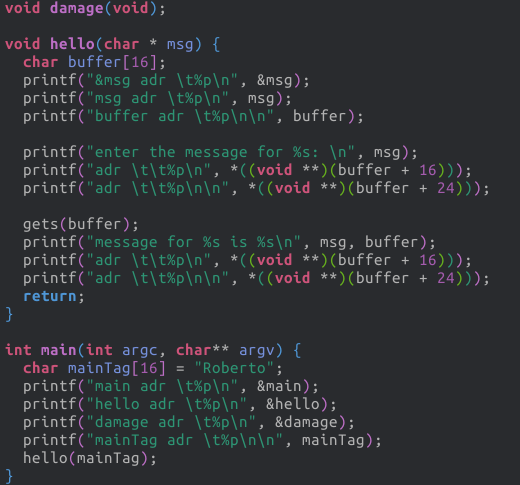 void damage(void);
void hello(char * msg) {
char buffer[16];
printf("&msg adr \t%p\n", &msg);
printf("msg adr \t%p\n", msg);
printf("buffer adr \t%p\n\n", buffer);
printf("enter the message for %s: \n", msg);
printf("adr \t\t%p\n", *((void **)(buffer + 16)));
printf("adr \t\t%p\n\n", *((void **)(buffer + 24)));
gets(buffer);
printf("message for %s is %s\n", msg, buffer);
printf("adr \t\t%p\n", *((void **)(buffer + 16)));
printf("adr \t\t%p\n\n", *((void **)(buffer + 24)));
return;
}
int main(int argc, char** argv) {
char mainTag[16] = "Roberto";
printf("main adr \t%p\n", &main);
printf("hello adr \t%p\n", &hello);
printf("damage adr \t%p\n", &damage);
printf("mainTag adr \t%p\n\n", mainTag);
hello(mainTag);
}